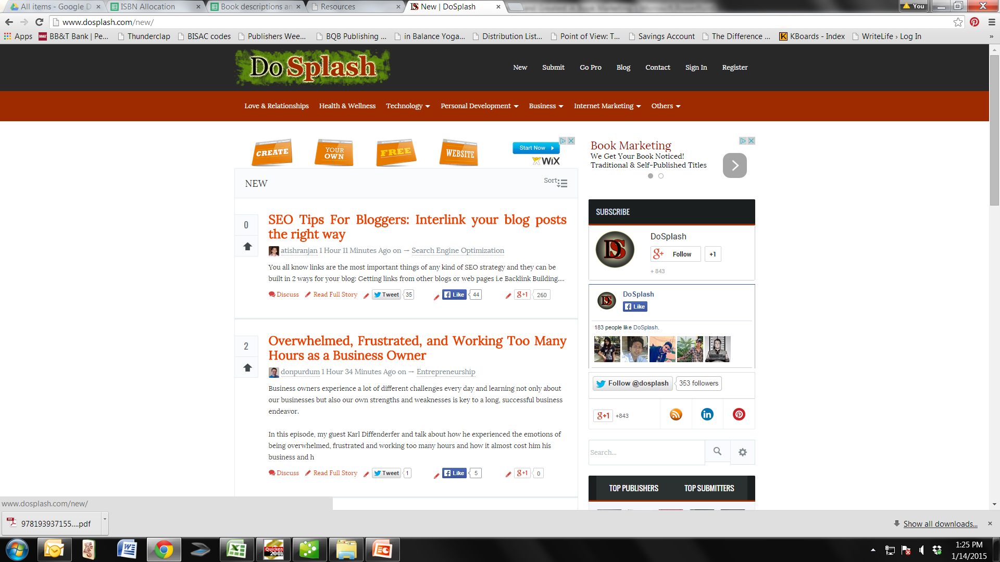 All items - Google D
ISBN Allocation
Book descriptions an
Resources
New | DoSplash
You
www.dosplash.com/new/
Apps
BB&T Bank | Pe...
Thunderclap
BISAC codes
Publishers Wee...
BQB Publishing ...
in Balance Yoga...
Distribution List...
Point of View: T...
Savings Account
The Difference ...
KBoards - Index
WriteLife › Log In
»
Do Splash
New
Submit
Go Pro
Blog
Contact
Sign In
Register
Love & Relationships
Health & Wellness
Technology
Personal Development
Business
Internet Marketing
Others
CREATE
YOUR
OWN
FREE
WEBSITE
Start Now
WiX
Book Marketing
We Get Your Book Noticed!
Traditional & Self-Published Titles
NEW
Sort
0
SEO Tips For Bloggers: Interlink your blog posts
the right way
atishranjan 1 Hour 11 Minutes Ago on → Search Engine Optimization
You all know links are the most important things of any kind of SEO strategy and they can be
built in 2 ways for your blog: Getting links from other blogs or web pages i.e Backlink Building....
Discuss
Read Full Story
Tweet 35
Like 44
g+1 260
2
Overwhelmed, Frustrated, and Working Too Many
Hours as a Business Owner
donpurdum 1 Hour 34 Minutes Ago on → Entrepreneurship
Business owners experience a lot of different challenges every day and learning not only about
our businesses but also our own strengths and weaknesses is key to a long, successful business
endeavor.
In this episode, my guest Karl Diffenderfer and talk about how he experienced the emotions of
being overwhelmed, frustrated and working too many hours and how it almost cost him his
business and h
Discuss
Read Full Story
Tweet 1
Like 5
g+1 0
SUBSCRIBE
DS
DoSplash
g+ Follow
+1
+ 843
DS
DoSplash
Like
183 people like DoSplash.
Follow @dosplash
353 followers
g+1 +843
in
Search...
TOP PUBLISHERS
TOP SUBMITTERS
www.dosplash.com/new/
978193937155....pdf
Show all downloads...
Quicken
2001
1:25 PM
1/14/2015